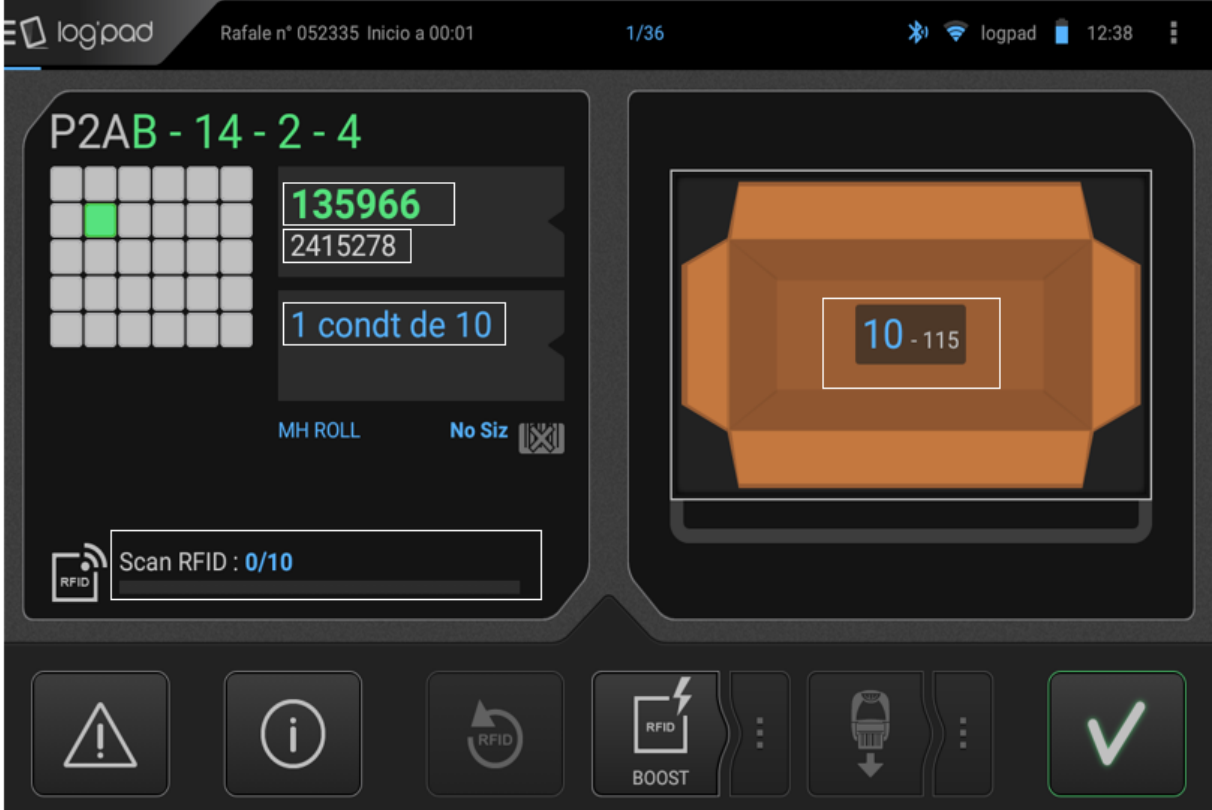 log'pad
Rafale n° 052335 Inicio a 00:01
1/36
logpad
12:38
P2AB - 14 - 2 - 4
135966
2415278
1 condt de 10
MH ROLL
No Siz
RFID
Scan RFID : 0/10
10 - 115
RFID
RFID
BOOST